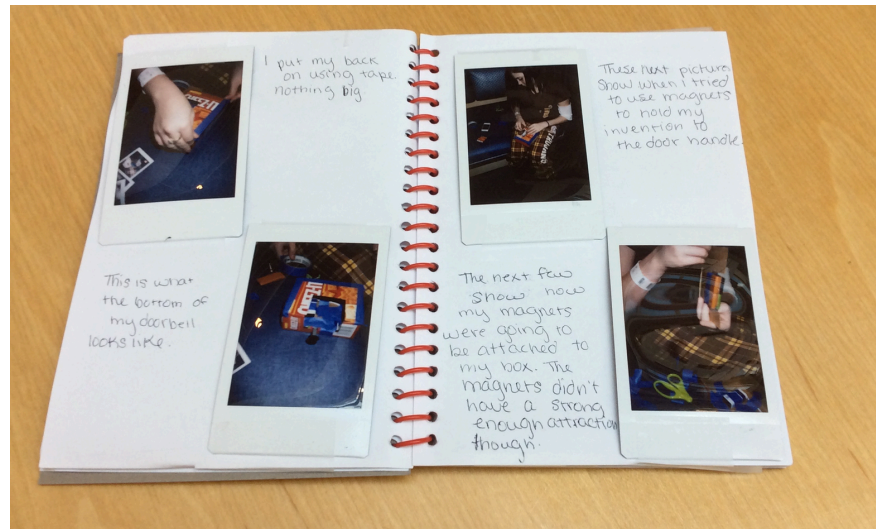 I put my back
on using tape
nothing big
This is what
the bottom of
my doorbell
looks like.
These next picture
show when I tried
to use magnets
to hold my
invention to
the door handle.
The next few
show how
my magnets
were going to
be attached to
my box. The
magnets didn't
have a strong
enough attraction
though.